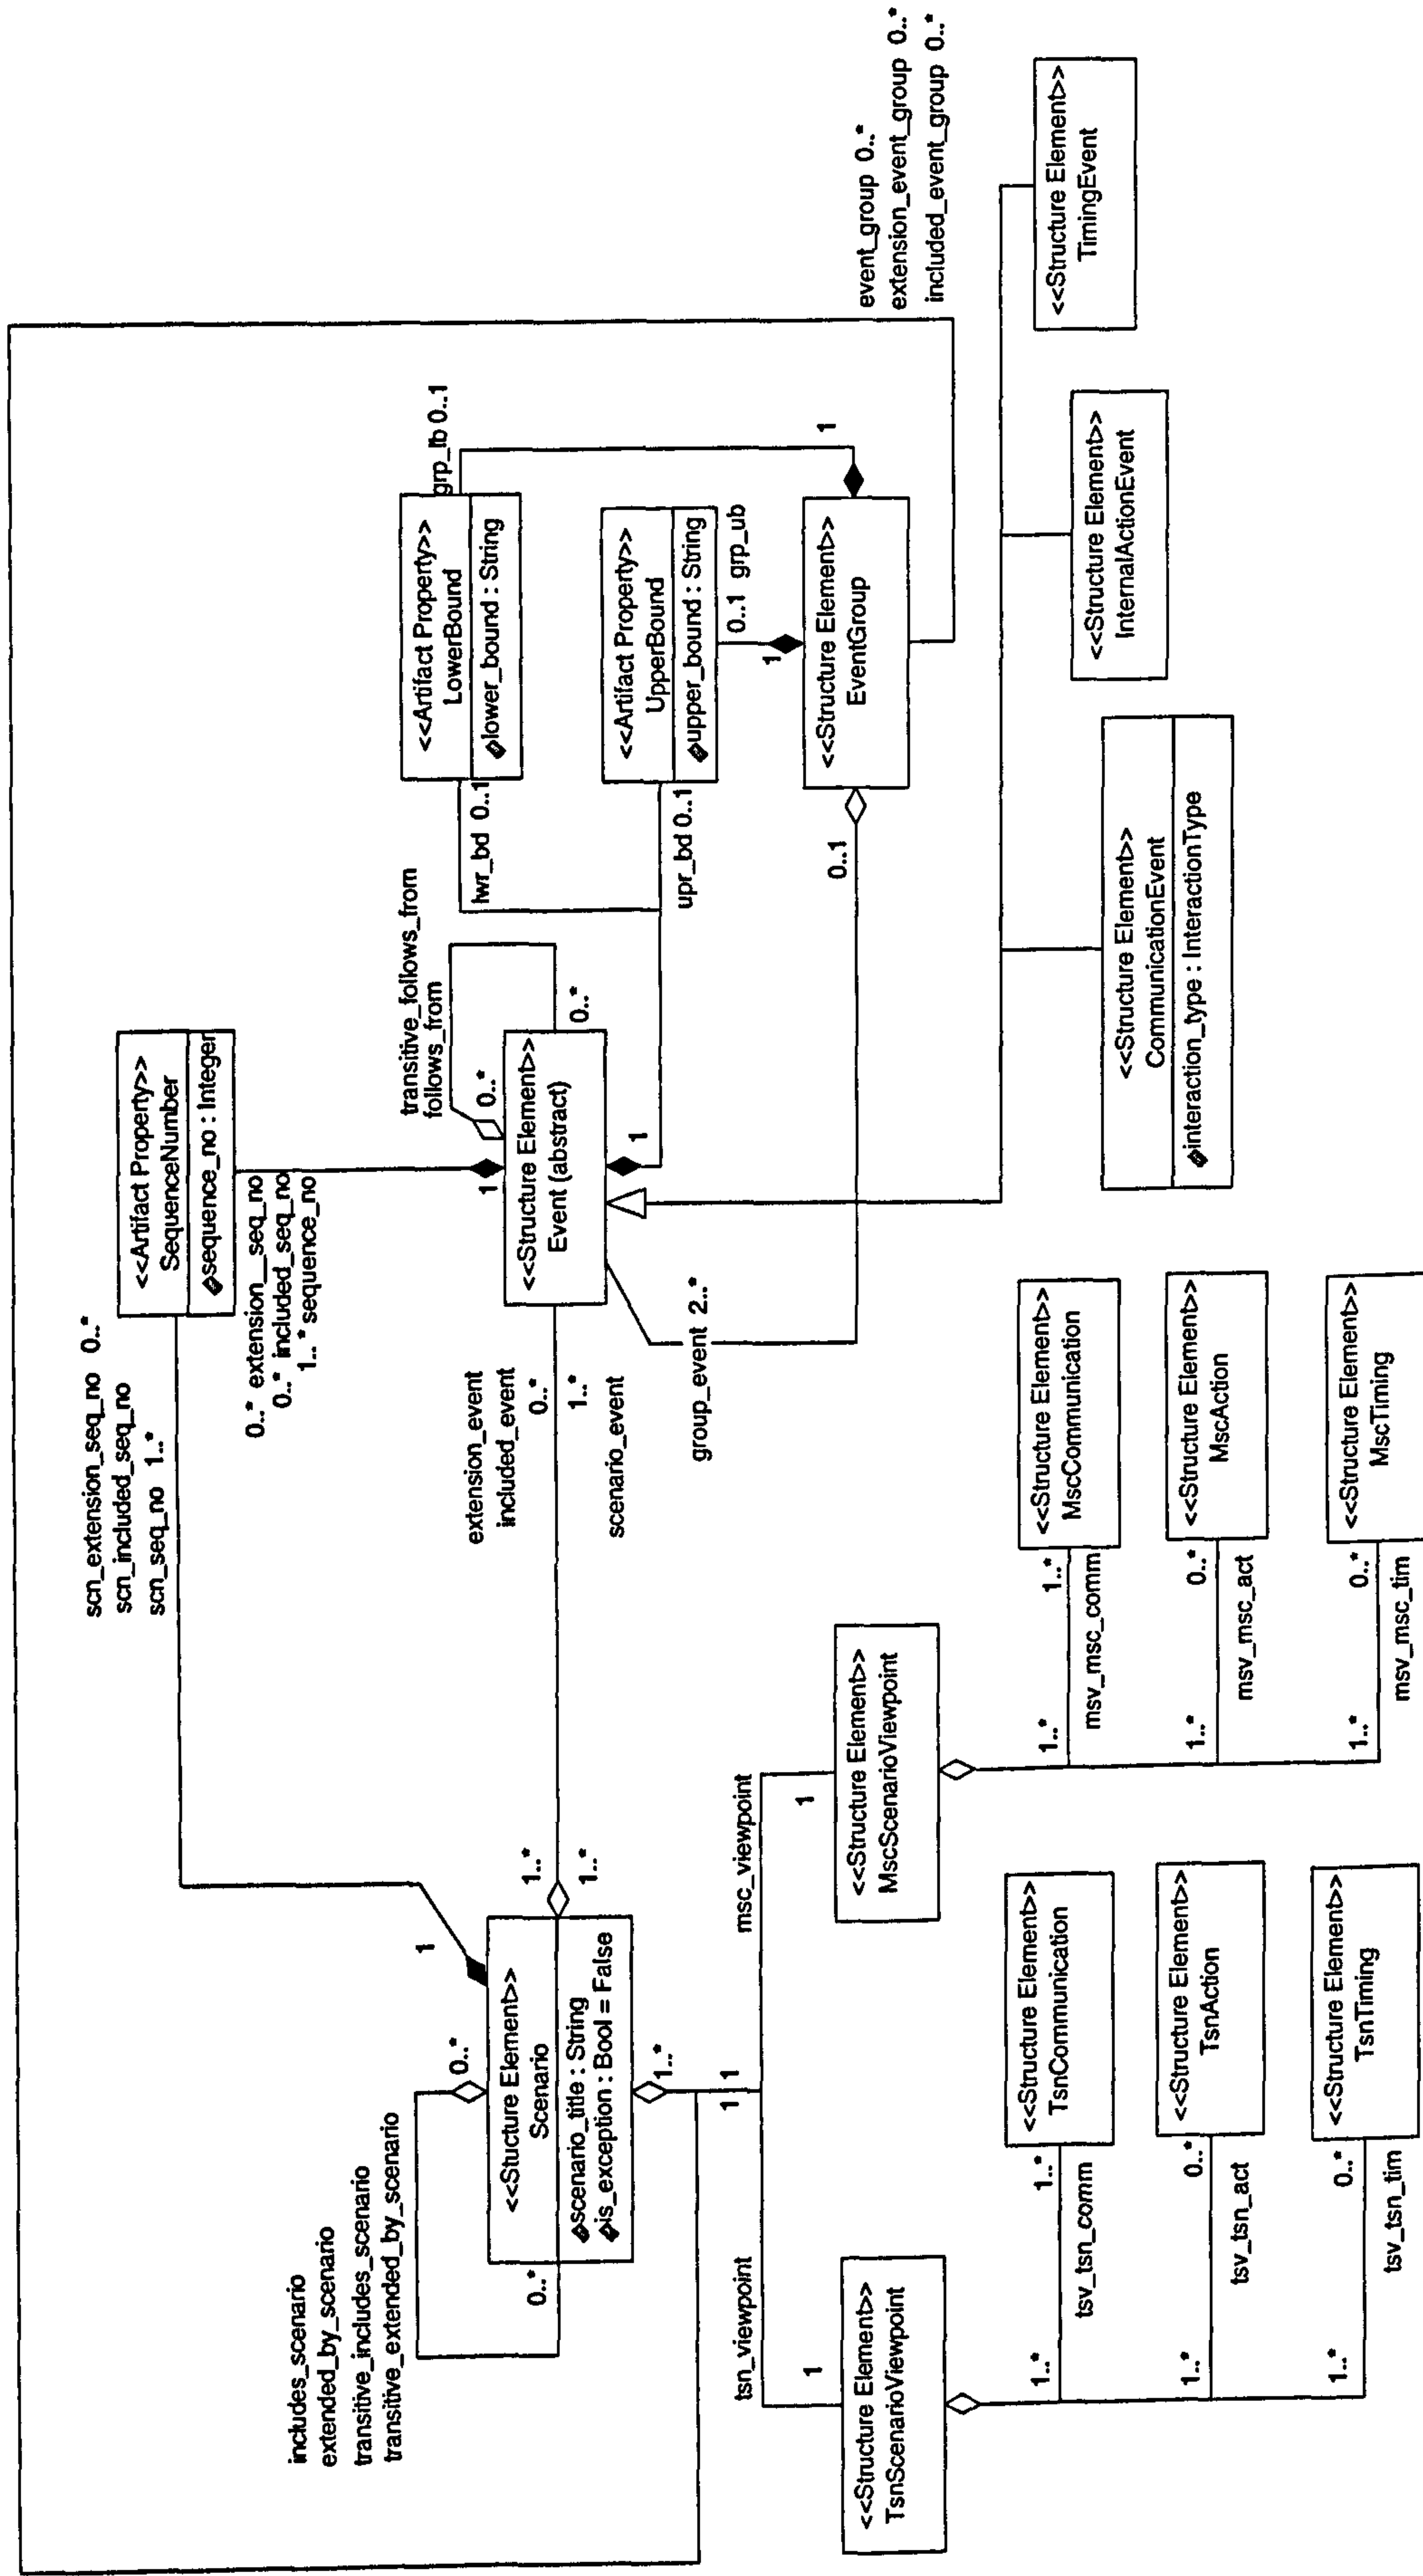 includes_scenario
extended_by_scenario
transitive_includes_scenario
transitive_extended_by_scenario
0..*
0..*
<<Stucture Element>>
Scenario
scenario_title : String
is_exception : Bool = False
1
1..*
1..*
1..*
1
1
scn_extension_seq_no 0..*
scn_included_seq_no
scn_seq_no 1..*
<<Artifact Property>>
SequenceNumber
sequence_no : Integer
0..* extension__seq_no
0..* included_seq_no
1..* sequence_no
extension_event
included_event
0..*
1..*
scenario_event
1
<<Structure Element>>
Event (abstract)
0..*
0..*
transitive_follows_from
follows_from
1
group_event 2..*
lwr_bd 0..1
<<Artifact Property>>
LowerBound
lower_bound : String
grp_lb 0..1
upr_bd 0..1
<<Artifact Property>>
UpperBound
upper_bound : String
0..1 grp_ub
1
1
0..1
<<Structure Element>>
EventGroup
event_group 0..*
extension_event_group 0..*
included_event_group 0..*
tsn_viewpoint
1
<<Structure Element>>
TsnScenarioViewpoint
msc_viewpoint
1
<<Structure Element>>
MscScenarioViewpoint
1..*
tsv_tsn_comm
1..*
<<Structure Element>>
TsnCommunication
1..*
tsv_tsn_act
0..*
<<Structure Element>>
TsnAction
1..*
tsv_tsn_tim
0..*
<<Structure Element>>
TsnTiming
1..*
msv_msc_comm
1..*
<<Structure Element>>
MscCommunication
1..*
msv_msc_act
0..*
<<Structure Element>>
MscAction
1..*
msv_msc_tim
0..*
<<Structure Element>>
MscTiming
<<Structure Element>>
CommunicationEvent
interaction_type : InteractionType
<<Structure Element>>
InternalActionEvent
<<Structure Element>>
TimingEvent